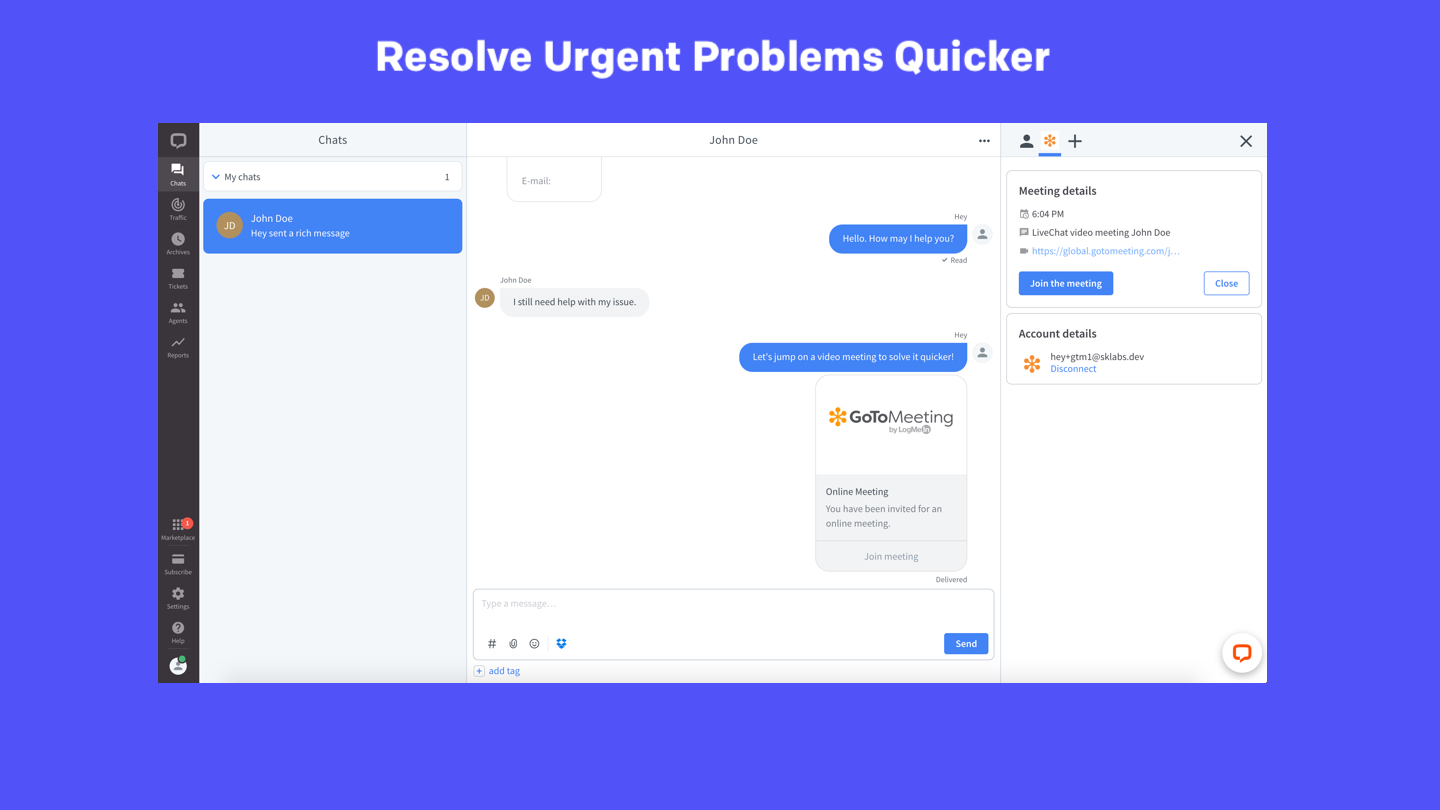 Resolve Urgent Problems Quicker
Chats
Traffic
Archives
Tickets
Agents
Reports
1
Marketplace
Subscribe
Settings
Help
Chats
My chats 1
JD
John Doe
Hey sent a rich message
John Doe
E-mail:
Hey
Hello. How may I help you?
Read
John Doe
JD
I still need help with my issue.
Hey
Let's jump on a video meeting to solve it quicker!
GoToMeeting
by LogMeIn
Online Meeting
You have been invited for an
online meeting.
Join meeting
Delivered
Type a message…
Send
add tag
Meeting details
6:04 PM
LiveChat video meeting John Doe
https://global.gotomeeting.com/j…
Join the meeting Close
Account details
hey+gtm1@sklabs.dev
Disconnect